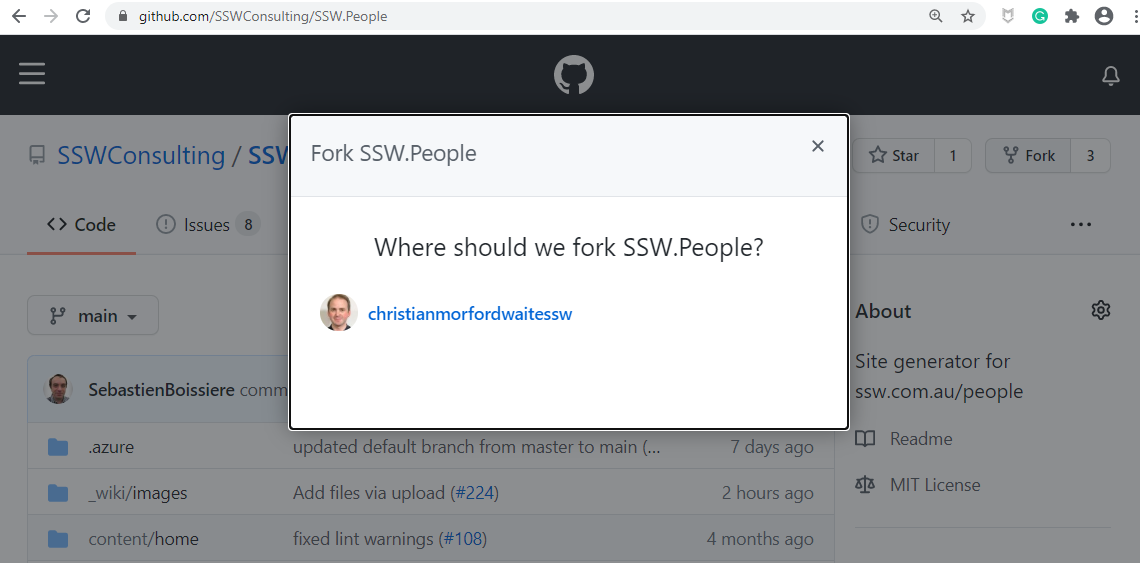 github.com/SSWConsulting/SSW.People
Fork SSW.People
SSWConsulting / SSW
Star 1
Fork 3
Code
Issues 8
Security
Where should we fork SSW.People?
christianmorfordwaitessw
main
About
Site generator for
ssw.com.au/people
SebastienBoissiere comm
.azure updated default branch from master to main (... 7 days ago
Readme
_wiki/images Add files via upload (#224) 2 hours ago
MIT License
content/home fixed lint warnings (#108) 4 months ago